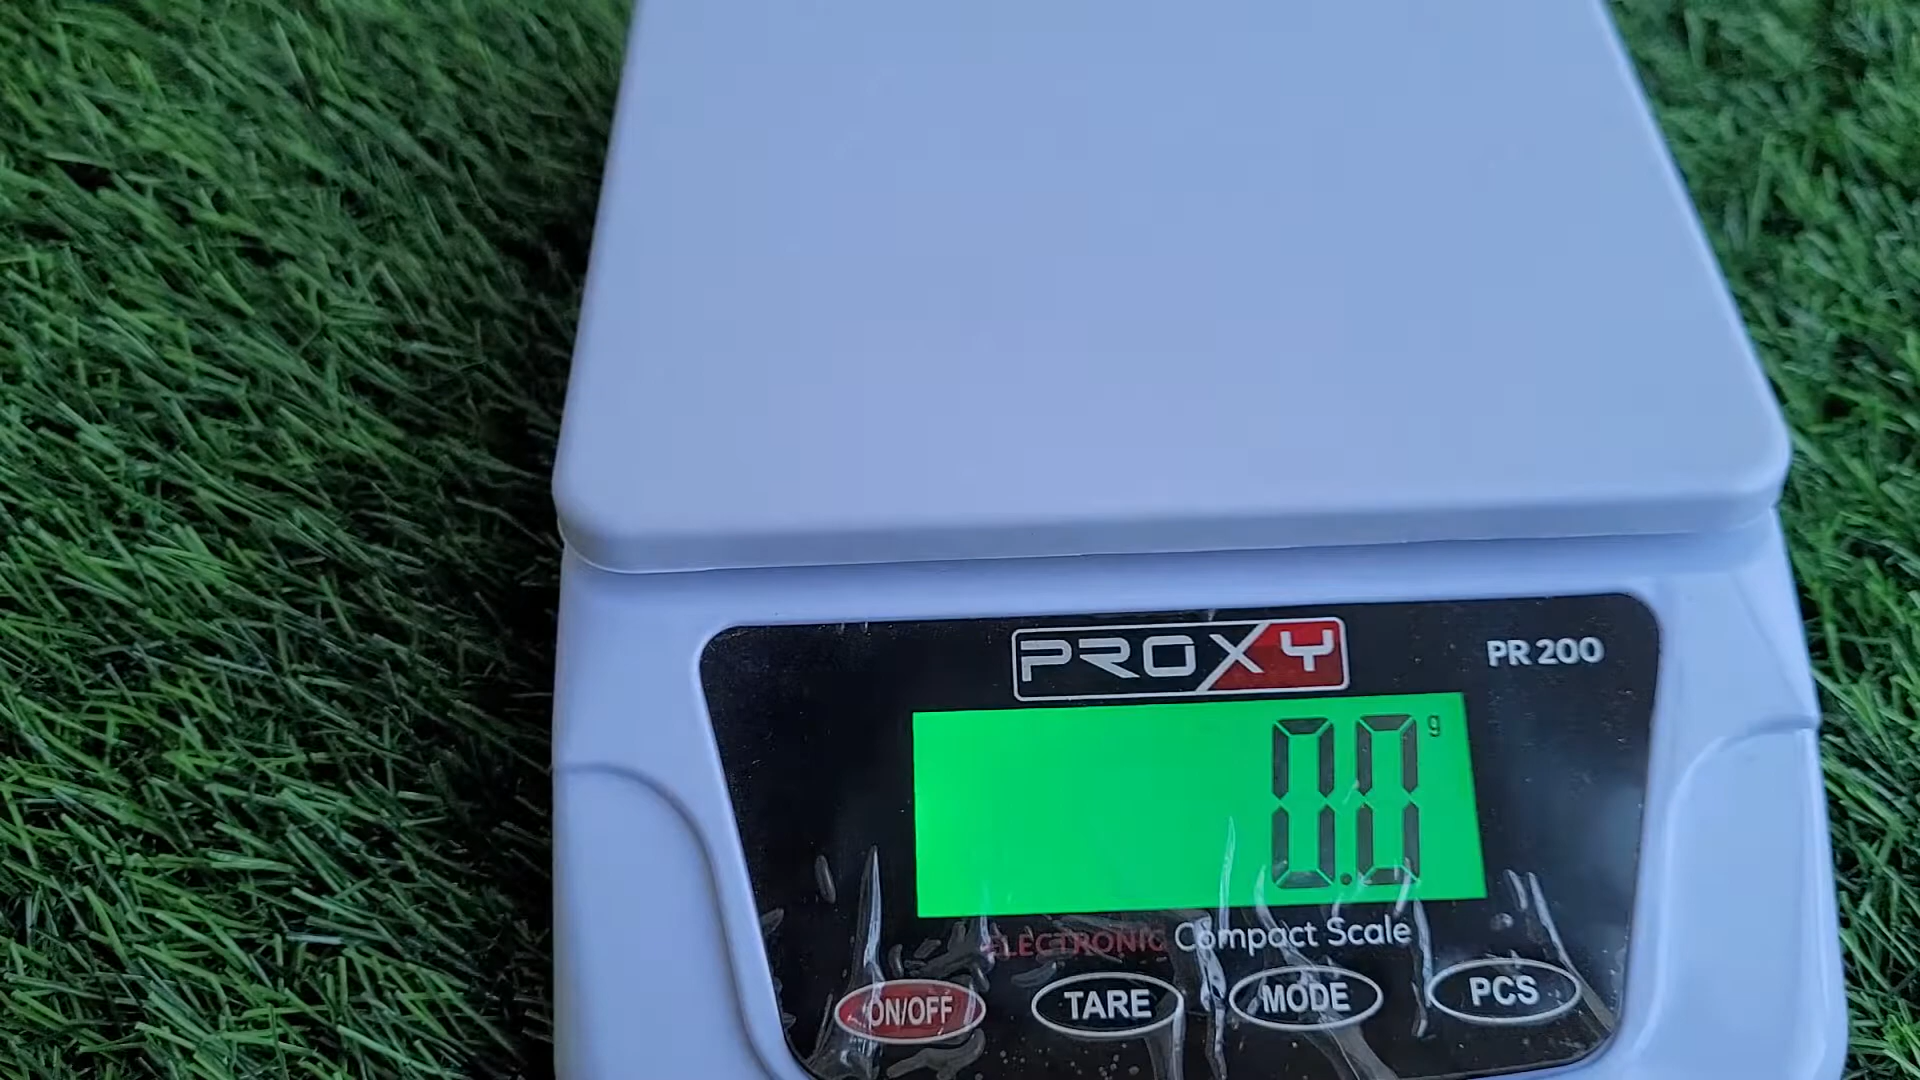 PROXY
PR 200
0.0 g
ELECTRONIC Compact Scale
ON/OFF
TARE
MODE
PCS